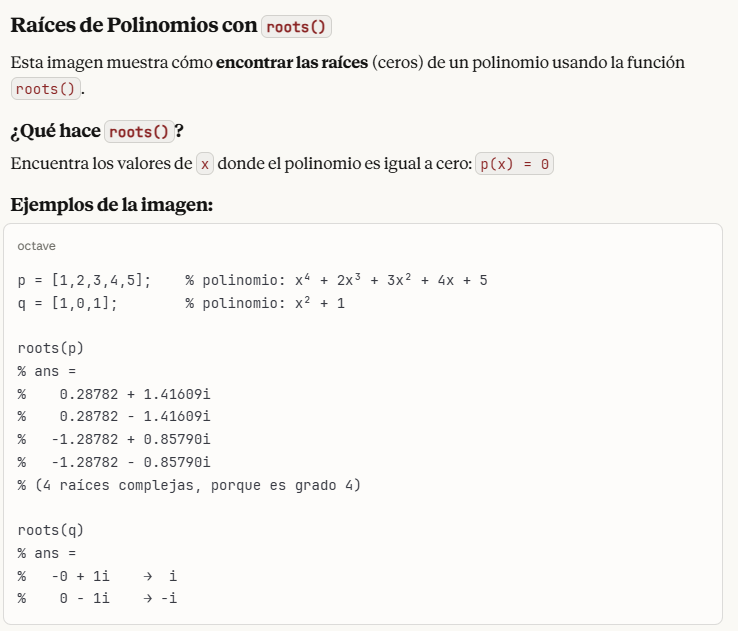 Raíces de Polinomios con roots()
Esta imagen muestra cómo encontrar las raíces (ceros) de un polinomio usando la función
roots().
¿Qué hace roots()?
Encuentra los valores de x donde el polinomio es igual a cero: p(x) = 0
Ejemplos de la imagen:
octave
p = [1,2,3,4,5];    % polinomio: x⁴ + 2x³ + 3x² + 4x + 5
q = [1,0,1];        % polinomio: x² + 1
roots(p)
% ans =
%    0.28782 + 1.41609i
%    0.28782 - 1.41609i
%   -1.28782 + 0.85790i
%   -1.28782 - 0.85790i
% (4 raíces complejas, porque es grado 4)
roots(q)
% ans =
%   -0 + 1i    →  i
%    0 - 1i    → -i